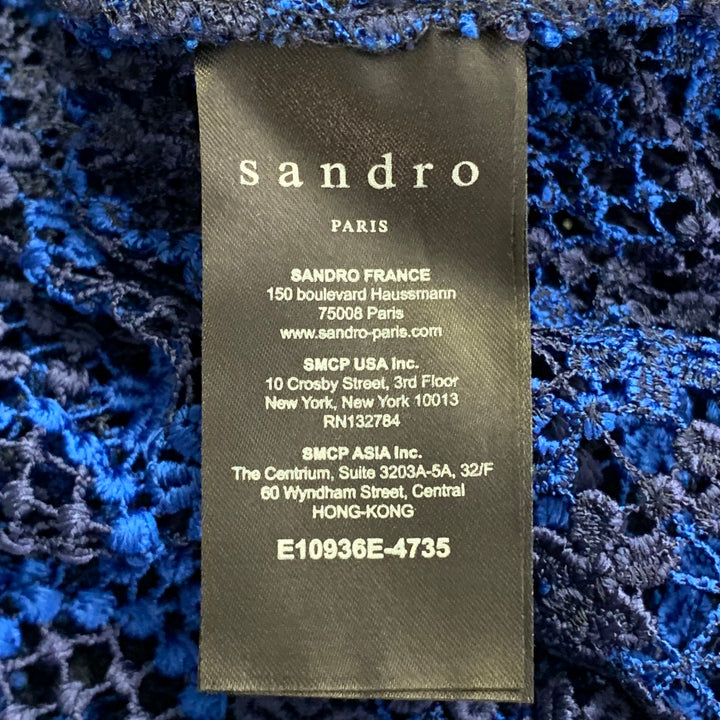 sandro
PARIS
SANDRO FRANCE
150 boulevard Haussmann
75008 Paris
www.sandro-paris.com
SMCP USA Inc.
10 Crosby Street, 3rd Floor
New York, New York 10013
RN132784
SMCP ASIA Inc.
The Centrium, Suite 3203A-5A, 32/F
60 Wyndham Street, Central
HONG-KONG
E10936E-4735